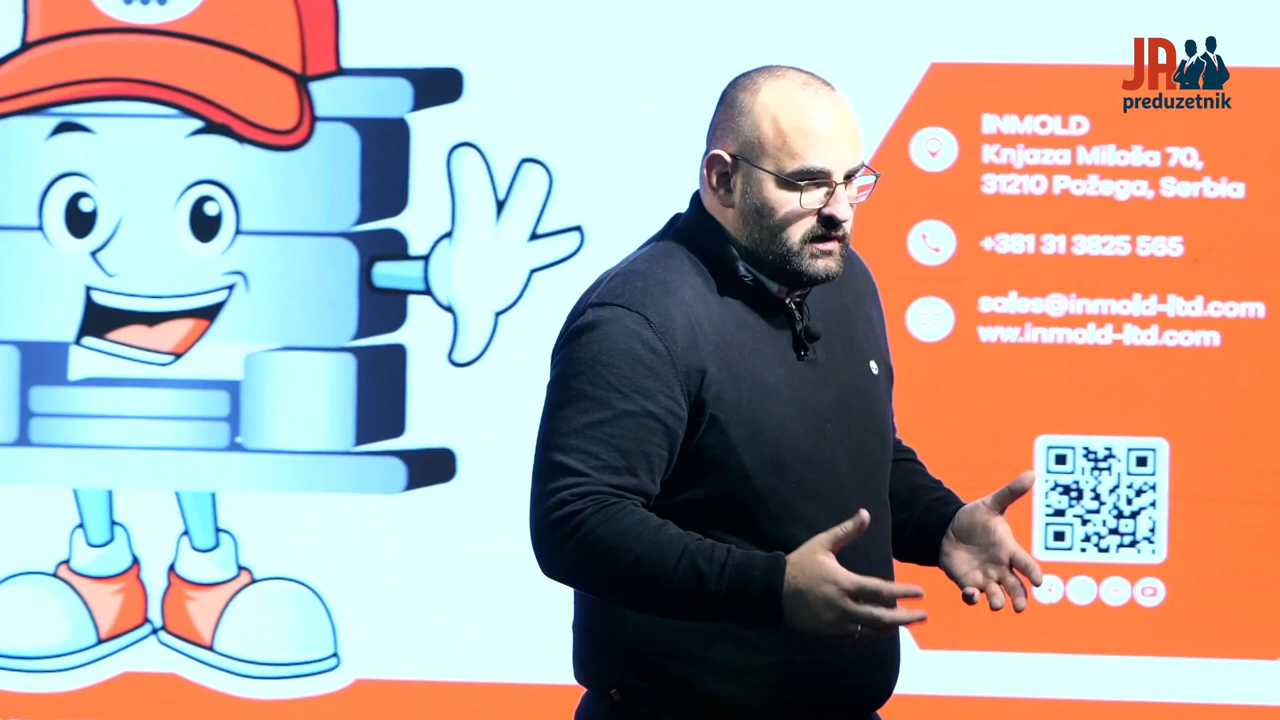 JA
preduzetnik
INMOLD
Knjaza Miloša 70,
31210 Požega, Serbia
+381 31 3825 565
sales@inmold-ltd.com
ww.inmold-ltd.com